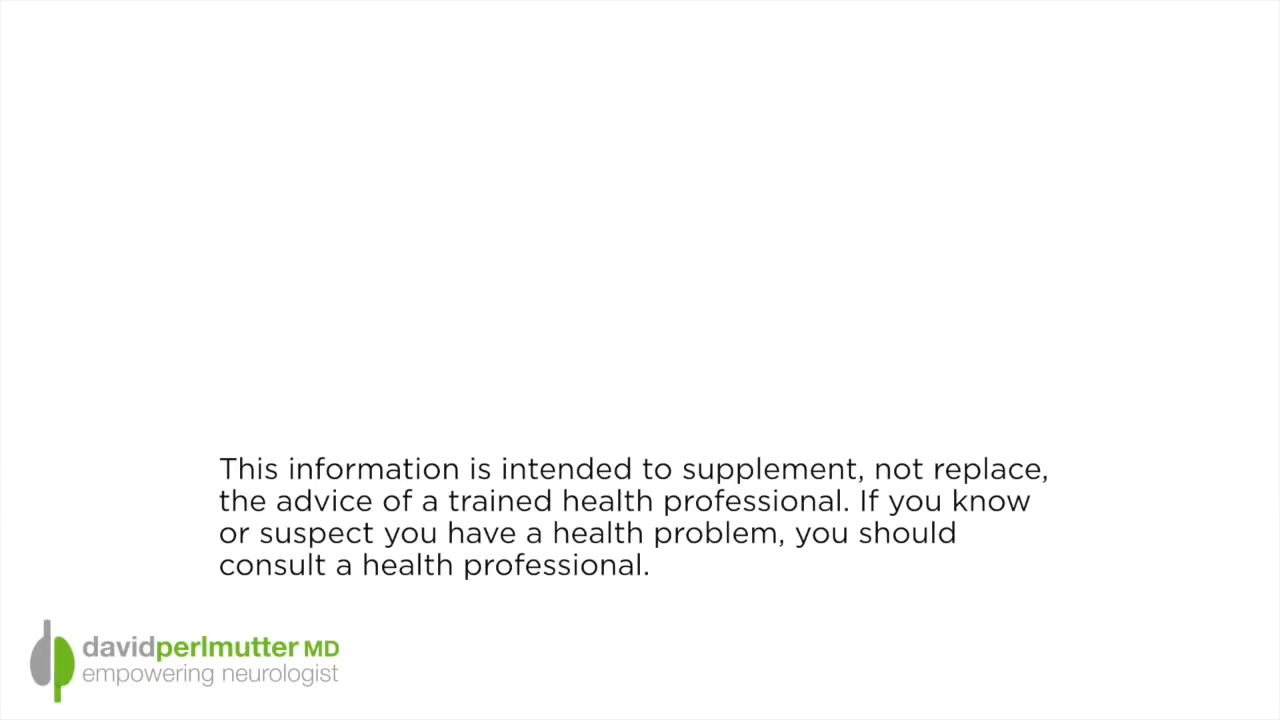 This information is intended to supplement, not replace,
the advice of a trained health professional. If you know
or suspect you have a health problem, you should
consult a health professional.
davidperlmutter MD
empowering neurologist